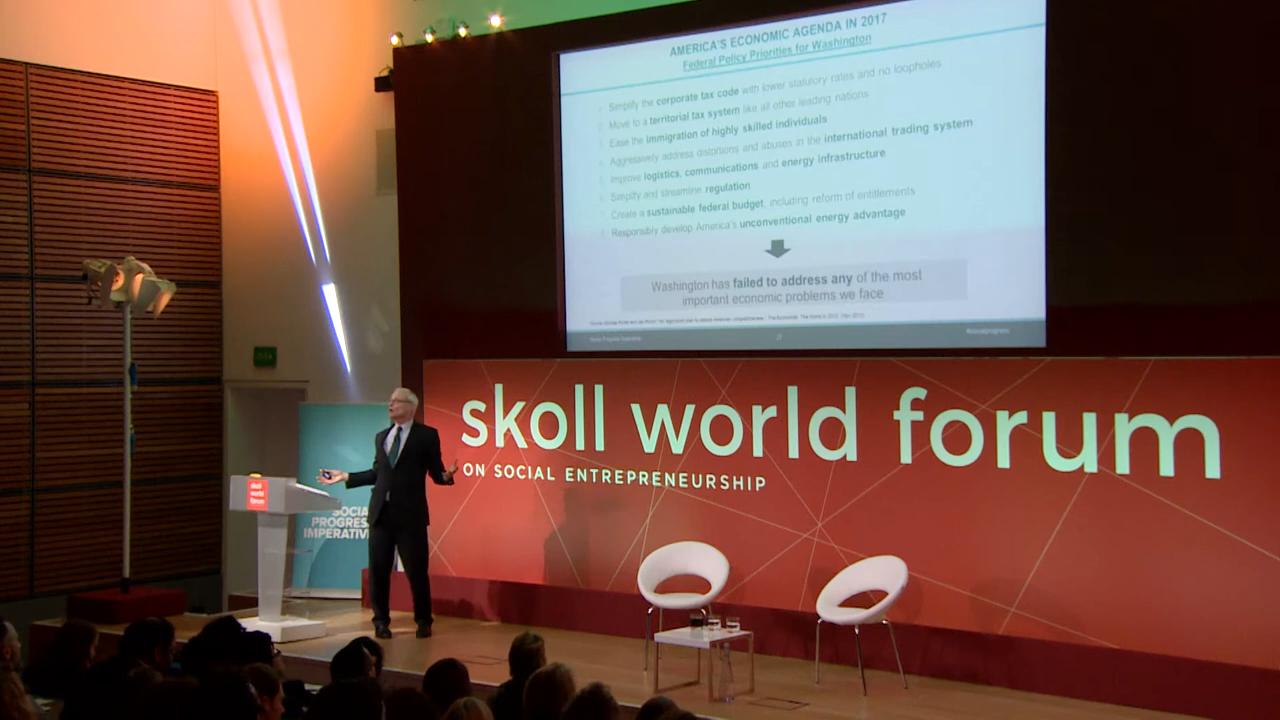 AMERICA'S ECONOMIC AGENDA IN 2017
Federal Policy Priorities for Washington
Simplify the corporate tax code with lower statutory rates and no loopholes
Move to a territorial tax system like all other leading nations
Ease the immigration of highly skilled individuals
Aggressively address distortions and abuses in the international trading system
Improve logistics, communications and energy infrastructure
Simplify and streamline regulation
Create a sustainable federal budget, including reform of entitlements
Responsibly develop America's unconventional energy advantage
Washington has failed to address any of the most
important economic problems we face
skoll world forum
ON SOCIAL ENTREPRENEURSHIP
skoll
world
forum
SOCIA
PROGRES
IMPERATIV